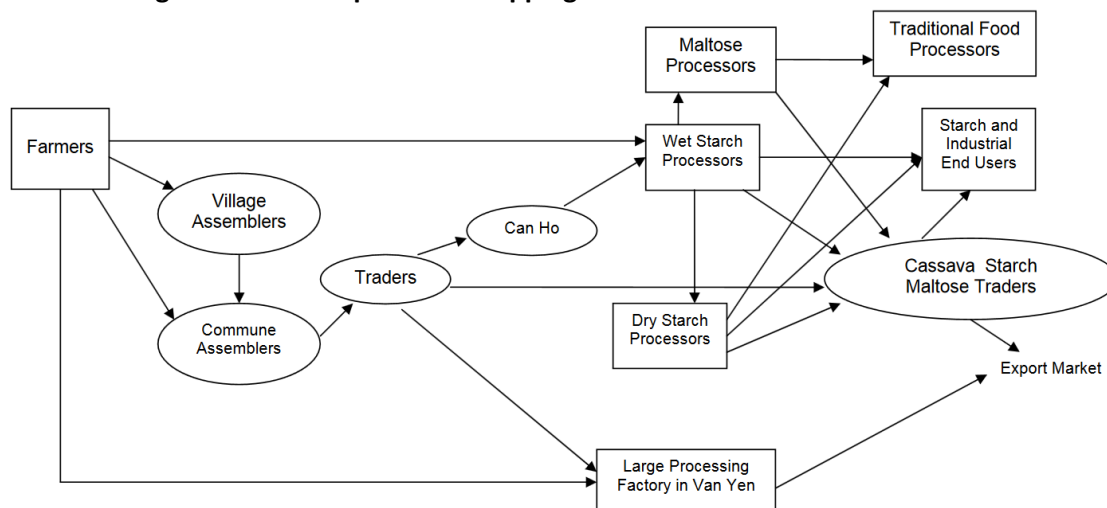 Maltose
Processors
Traditional Food
Processors
Farmers
Wet Starch
Processors
Starch and
Industrial
End Users
Village
Assemblers
Can Ho
Traders
Cassava Starch
Maltose Traders
Commune
Assemblers
Dry Starch
Processors
Export Market
Large Processing
Factory in Van Yen